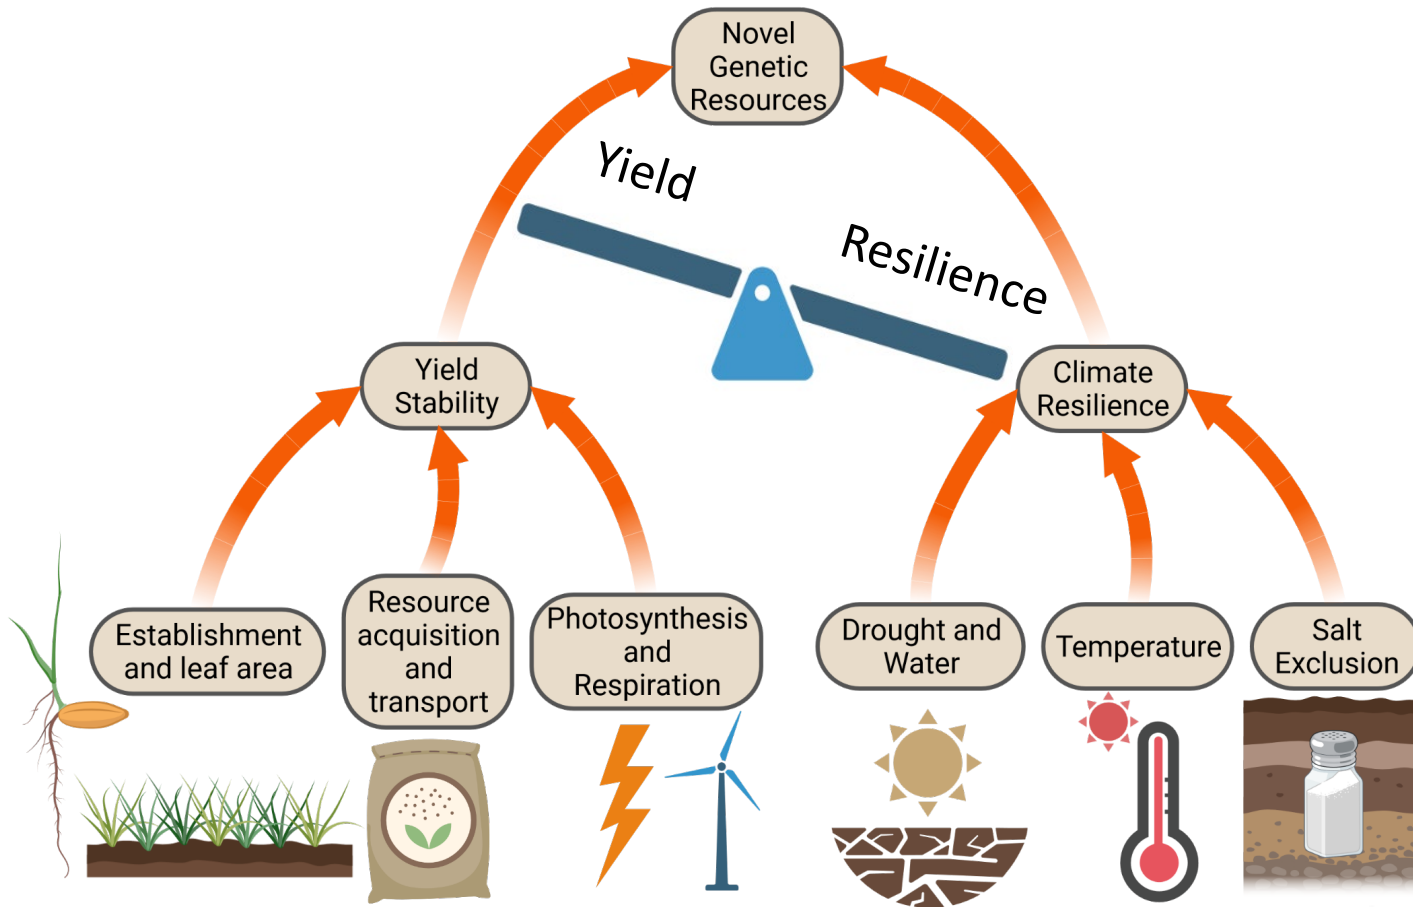 Novel
Genetic
Resources
Yield
Resilience
Yield
Stability
Climate
Resilience
Establishment
and leaf area
Resource
acquisition
and
transport
Photosynthesis
and
Respiration
Drought and
Water
Temperature
Salt
Exclusion